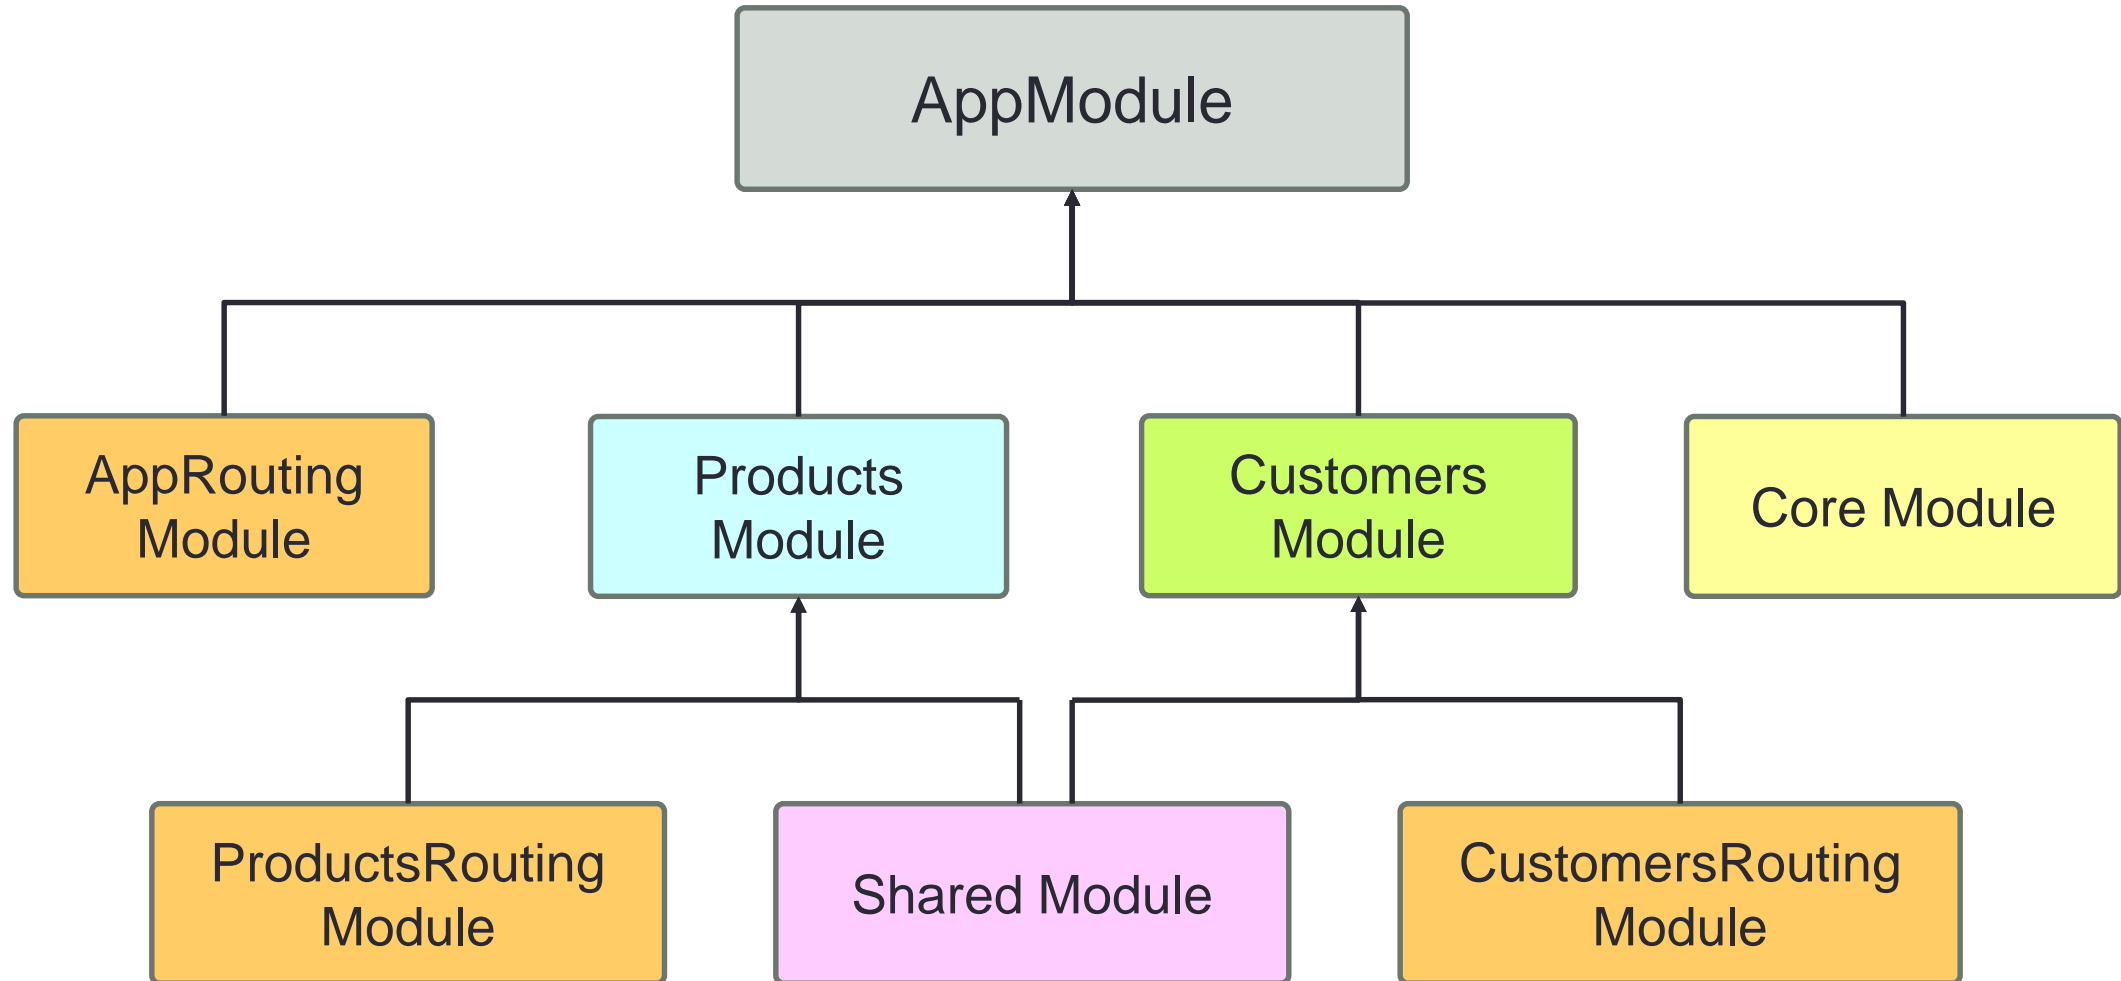 AppModule
AppRouting
Module
Products
Module
Customers
Module
Core Module
ProductsRouting
Module
Shared Module
CustomersRouting
Module